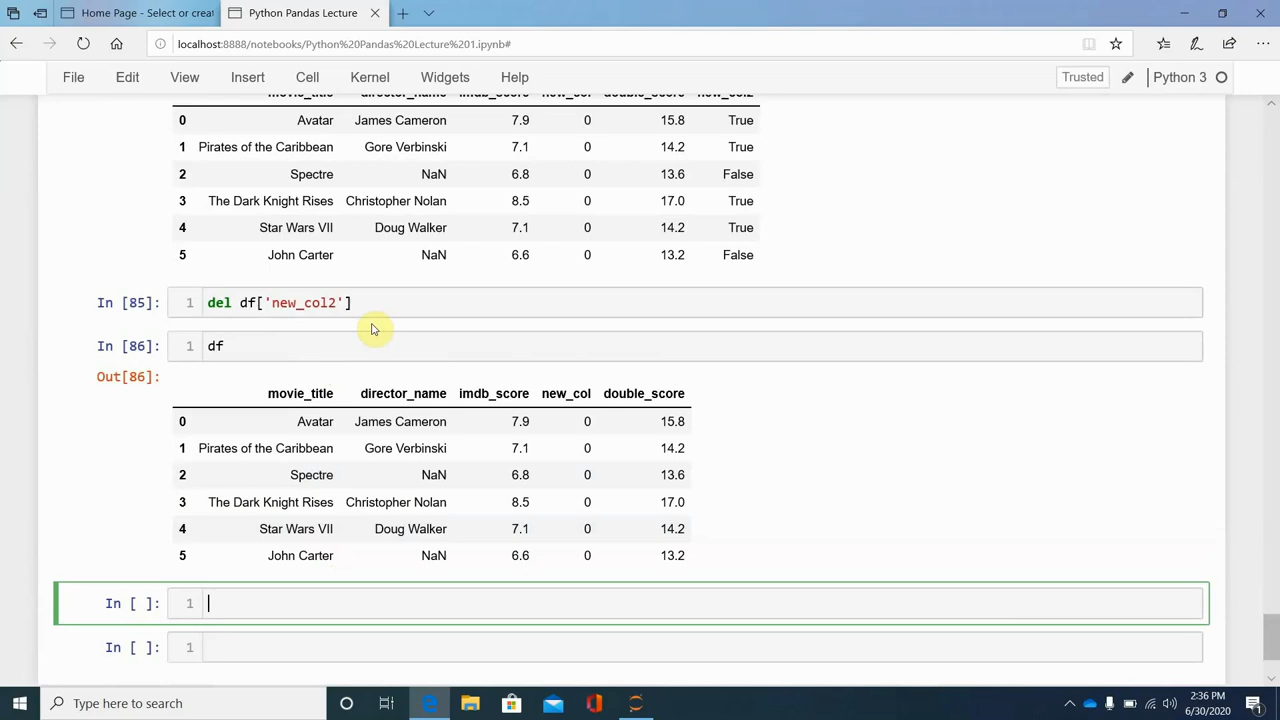 Home Page - Select or creat
Python Pandas Lecture
localhost:8888/notebooks/Python%20Pandas%20Lecture%201.ipynb#
File Edit View Insert Cell Kernel Widgets Help Trusted Python 3
movie_title director_name imdb_score new_col double_score new_col2
0 Avatar James Cameron 7.9 0 15.8 True
1 Pirates of the Caribbean Gore Verbinski 7.1 0 14.2 True
2 Spectre NaN 6.8 0 13.6 False
3 The Dark Knight Rises Christopher Nolan 8.5 0 17.0 True
4 Star Wars VII Doug Walker 7.1 0 14.2 True
5 John Carter NaN 6.6 0 13.2 False
In [85]: 1 del df['new_col2']
In [86]: 1 df
Out[86]:
movie_title director_name imdb_score new_col double_score
0 Avatar James Cameron 7.9 0 15.8
1 Pirates of the Caribbean Gore Verbinski 7.1 0 14.2
2 Spectre NaN 6.8 0 13.6
3 The Dark Knight Rises Christopher Nolan 8.5 0 17.0
4 Star Wars VII Doug Walker 7.1 0 14.2
5 John Carter NaN 6.6 0 13.2
In [ ]: 1
In [ ]: 1
Type here to search
2:36 PM
6/30/2020
1